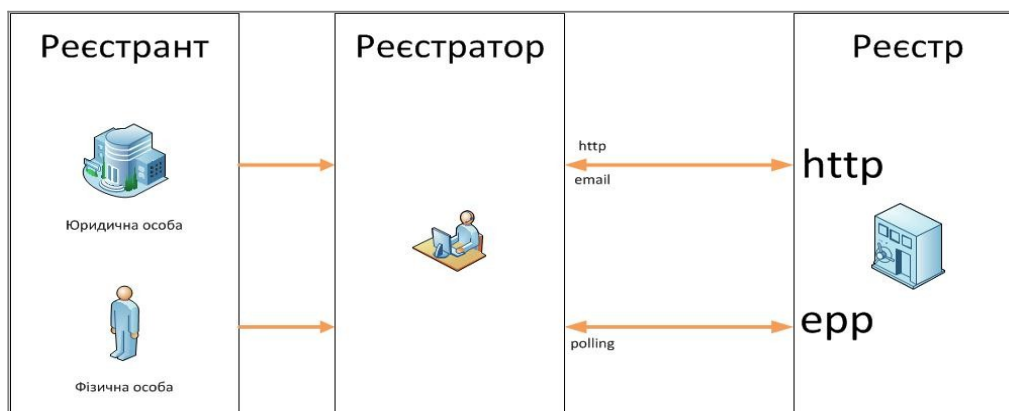 Реєстрант
Реєстратор
Реєстр
Юридична особа
Фізична особа
http
email
polling
http
epp